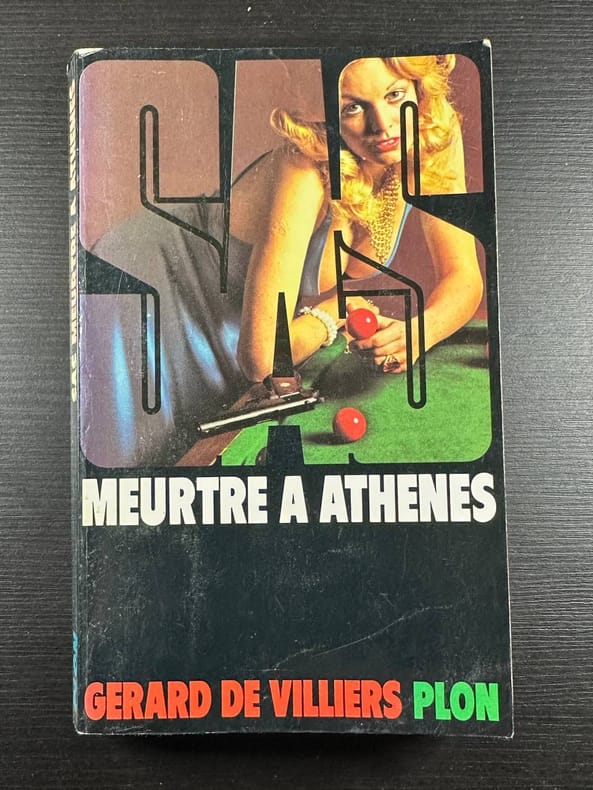 SAS
MEURTRE A ATHENES
GERARD DE VILLIERS PLON